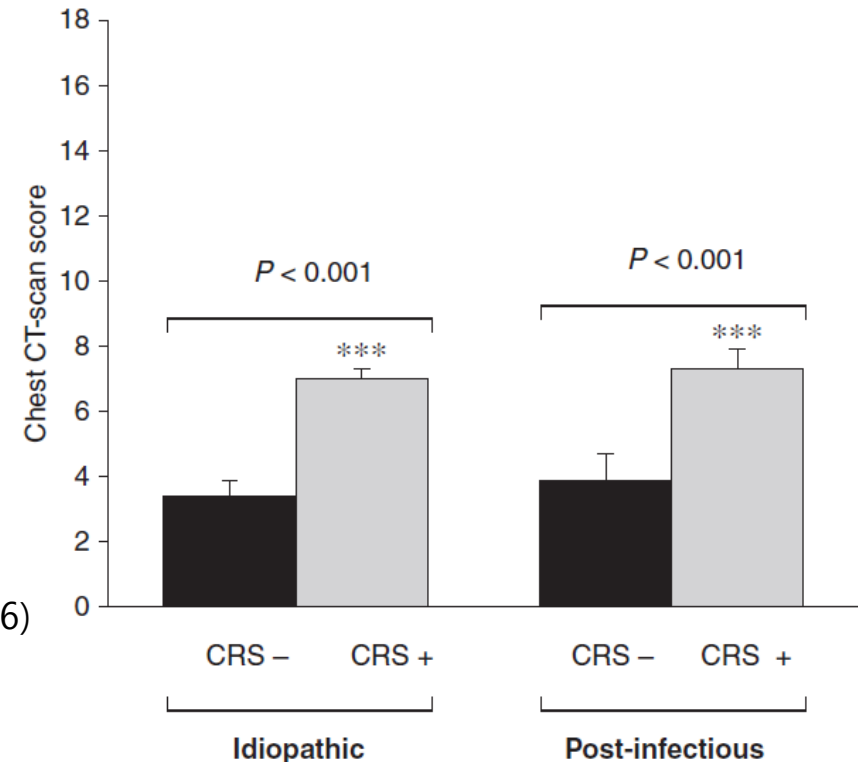 18
16
14
12
10
8
6
4
2
0
Chest CT-scan score
P < 0.001
P < 0.001
***
***
6)
CRS – CRS + CRS – CRS +
Idiopathic Post-infectious